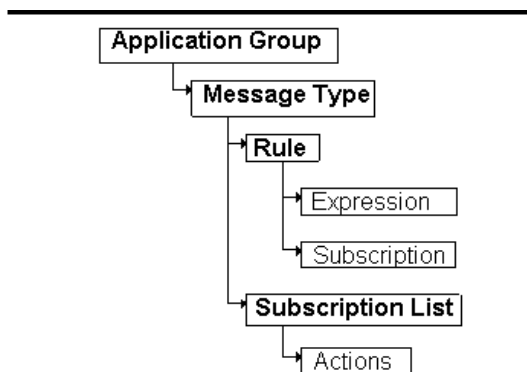 Application Group
Message Type
Rule
Expression
Subscription
Subscription List
Actions